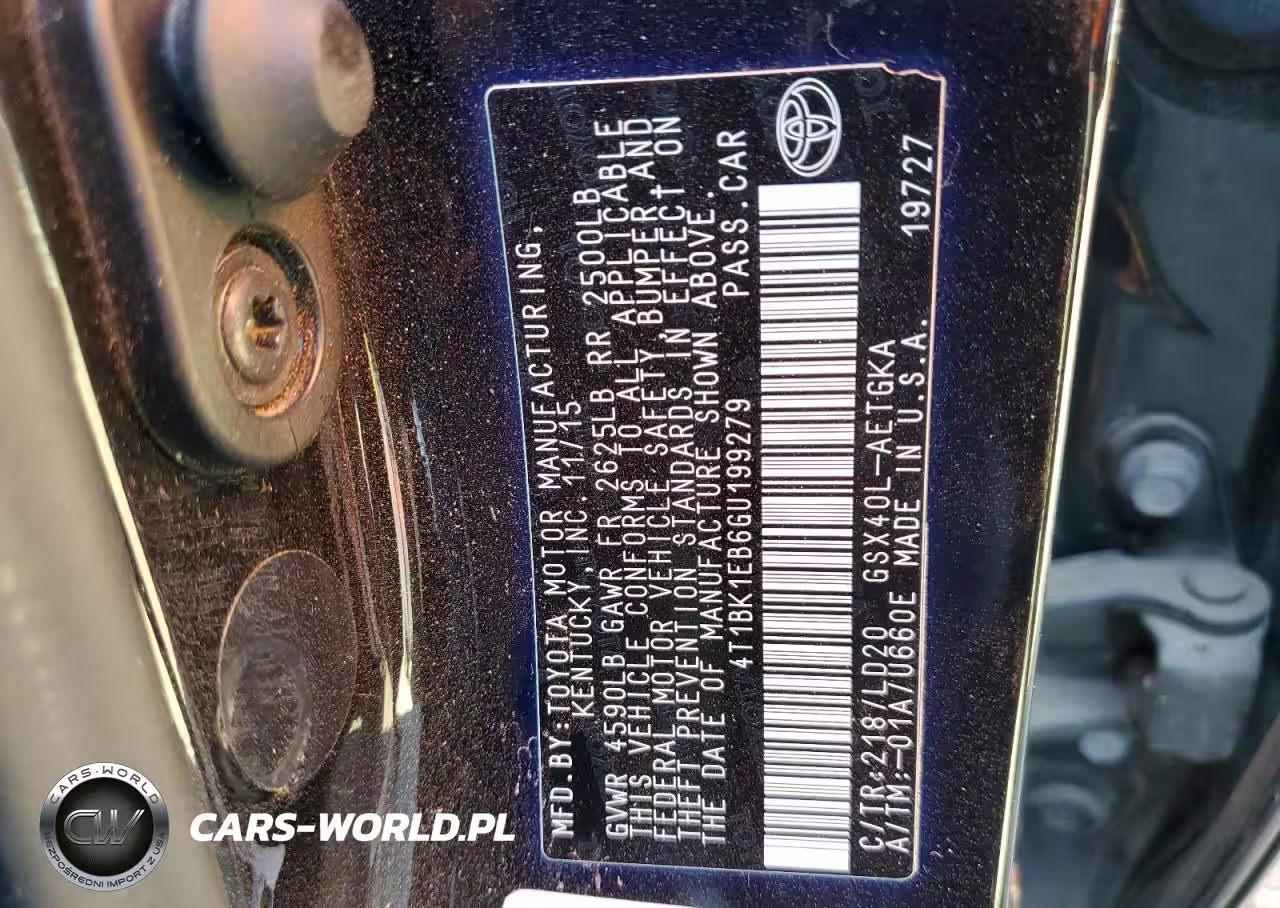 MFD.BY:TOYOTA MOTOR MANUFACTURING,
KENTUCKY, INC. 11/15
GVWR 4590LB GAWR FR 2625LB RR 2500LB
THIS VEHICLE CONFORMS TO ALL APPLICABLE
FEDERAL MOTOR VEHICLE SAFETY, BUMPER, AND
THEFT PREVENTION STANDARDS IN EFFECT ON
THE DATE OF MANUFACTURE SHOWN ABOVE.
4T1BK1EB6GU199279 PASS.CAR
C/TR:218/LD20 GSX40L-AETGKA
A/TM:-01A/U660E MADE IN U.S.A. 19727
CARS-WORLD
CW
BEZPOŚREDNI IMPORT Z USA
CARS-WORLD.PL